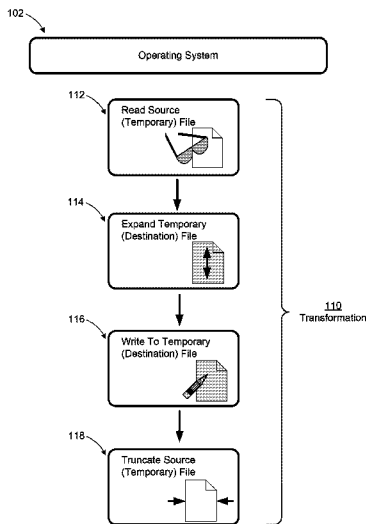 102
Operating System
112
Read Source
(Temporary) File
114
Expand Temporary
(Destination) File
110
Transformation
116
Write To Temporary
(Destination) File
118
Truncate Source
(Temporary) File